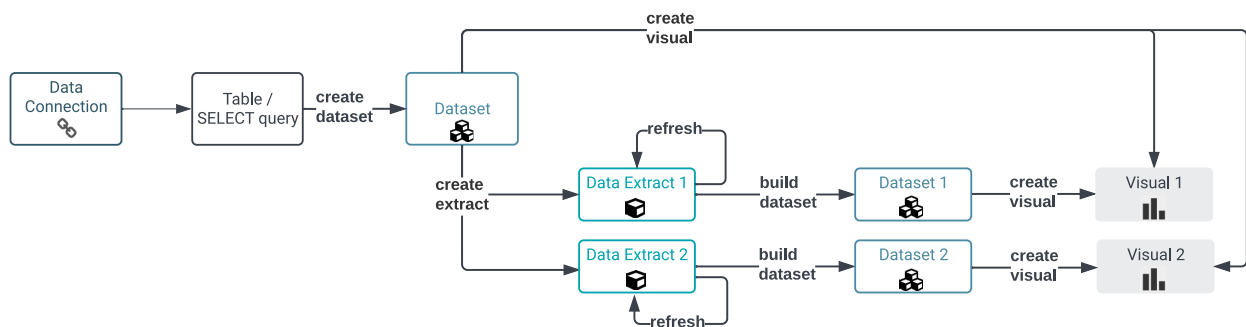 create
visual
Data
Connection
Table /
SELECT query
create
dataset
Dataset
refresh
create
extract
Data Extract 1
build
dataset
Dataset 1
create
visual
Visual 1
Data Extract 2
build
dataset
Dataset 2
create
visual
Visual 2
refresh